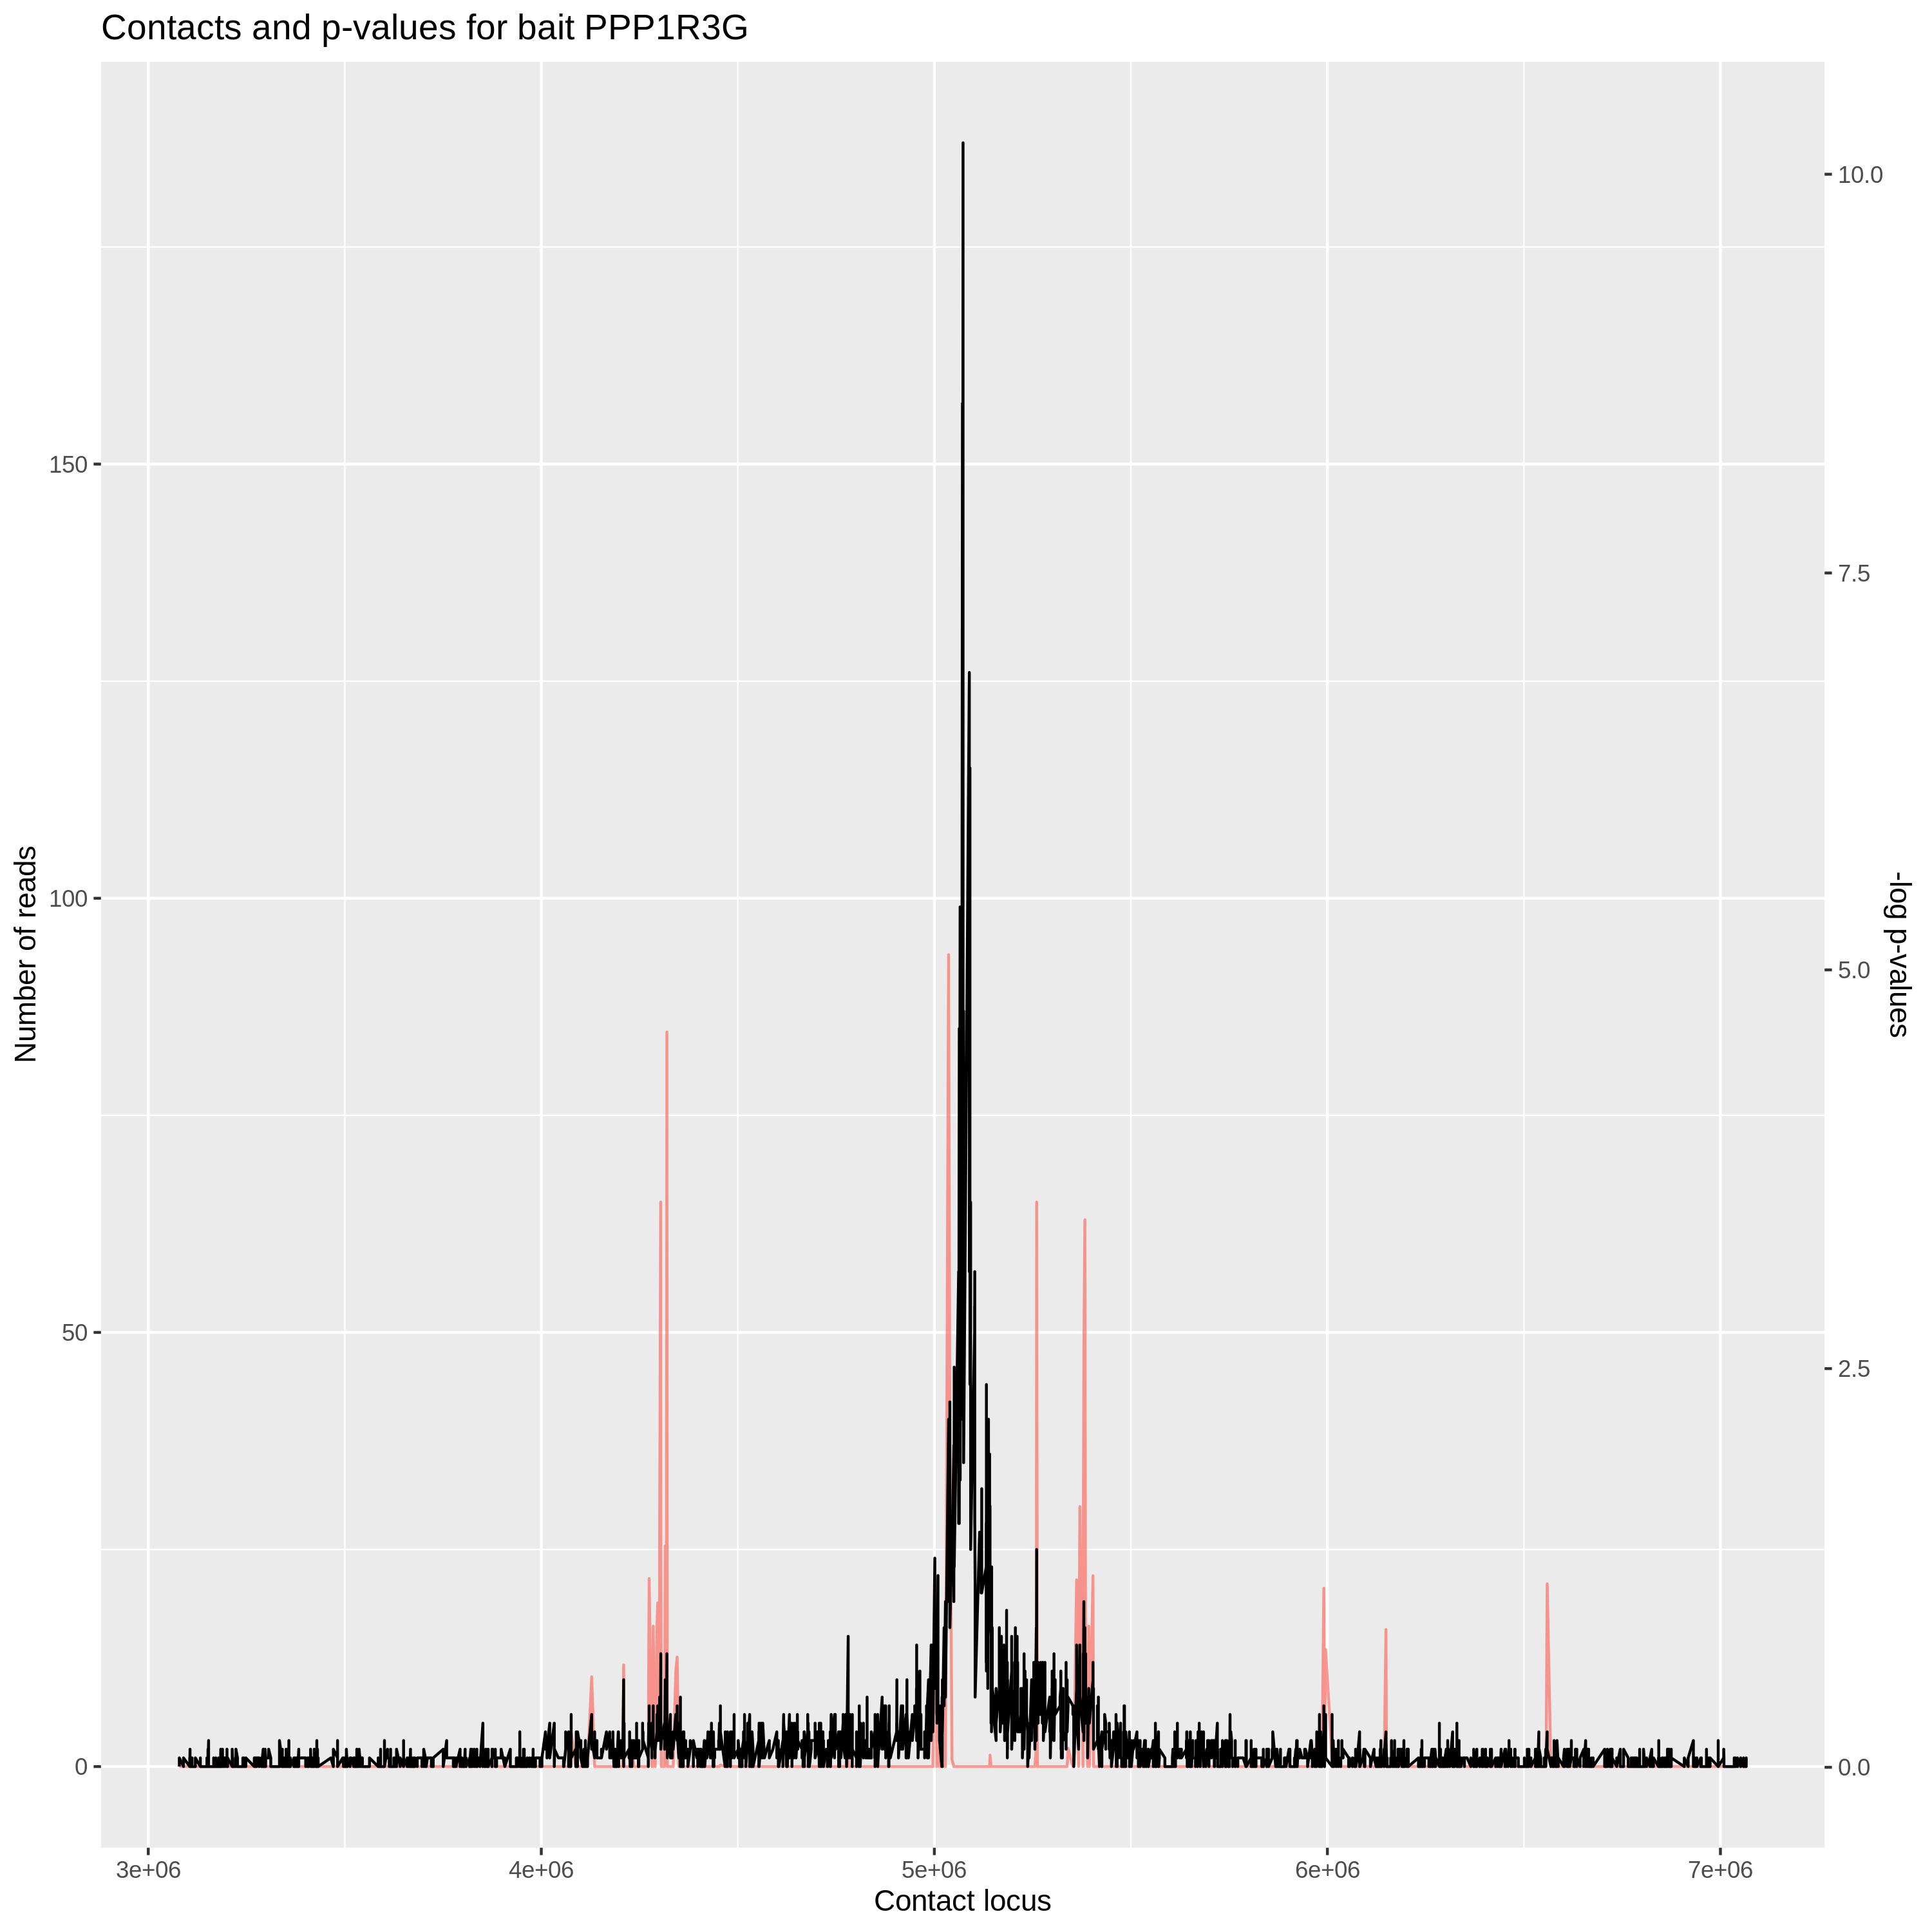 Contacts and p-values for bait PPP1R3G
150
100
50
0
Number of reads
10.0
7.5
5.0
2.5
0.0
-log p-values
3e+06 4e+06 5e+06 6e+06 7e+06
Contact locus